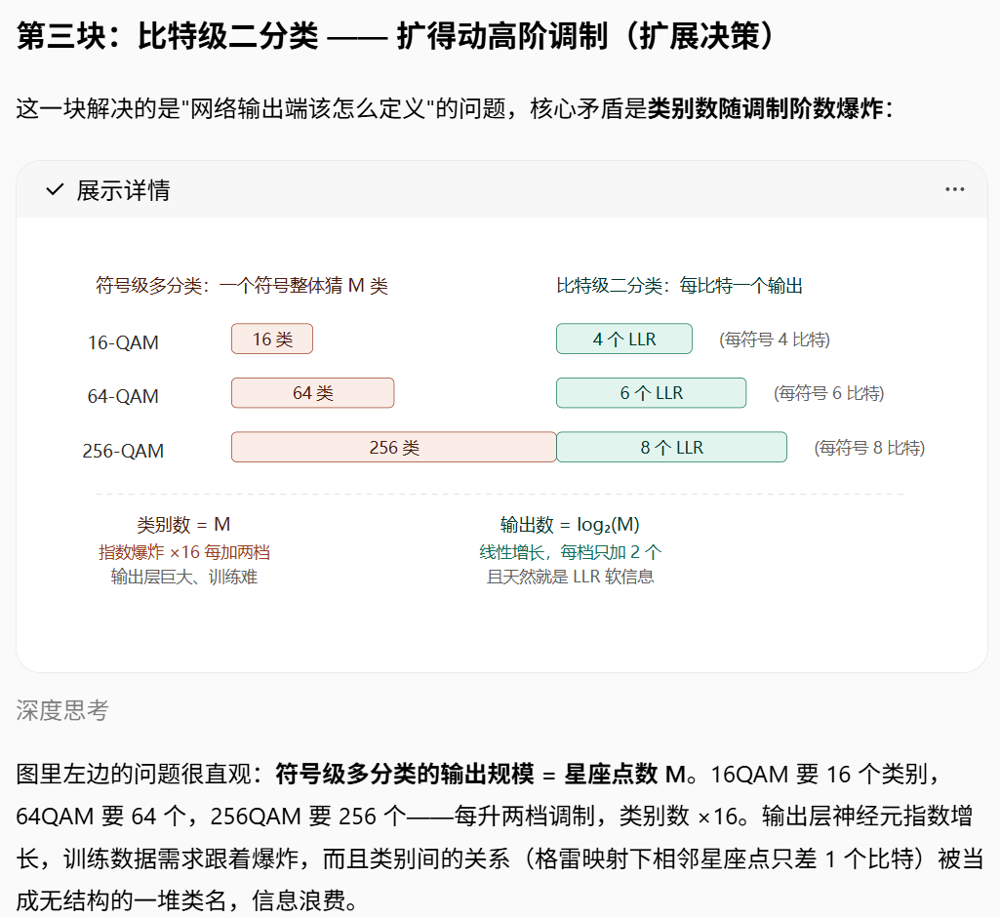 第三块：比特级二分类 —— 扩得动高阶调制（扩展决策）
这一块解决的是"网络输出端该怎么定义"的问题，核心矛盾是类别数随调制阶数爆炸：
展示详情
符号级多分类：一个符号整体猜 M 类
比特级二分类：每比特一个输出
16-QAM
16 类
4 个 LLR
(每符号 4 比特)
64-QAM
64 类
6 个 LLR
(每符号 6 比特)
256-QAM
256 类
8 个 LLR
(每符号 8 比特)
类别数 = M
输出数 = log₂(M)
指数爆炸 ×16 每加两档
线性增长，每档只加 2 个
输出层巨大、训练难
且天然就是 LLR 软信息
深度思考
图里左边的问题很直观：符号级多分类的输出规模 = 星座点数 M。16QAM 要 16 个类别，
64QAM 要 64 个，256QAM 要 256 个——每升两档调制，类别数 ×16。输出层神经元指数增
长，训练数据需求跟着爆炸，而且类别间的关系（格雷映射下相邻星座点只差 1 个比特）被当
成无结构的一堆类名，信息浪费。